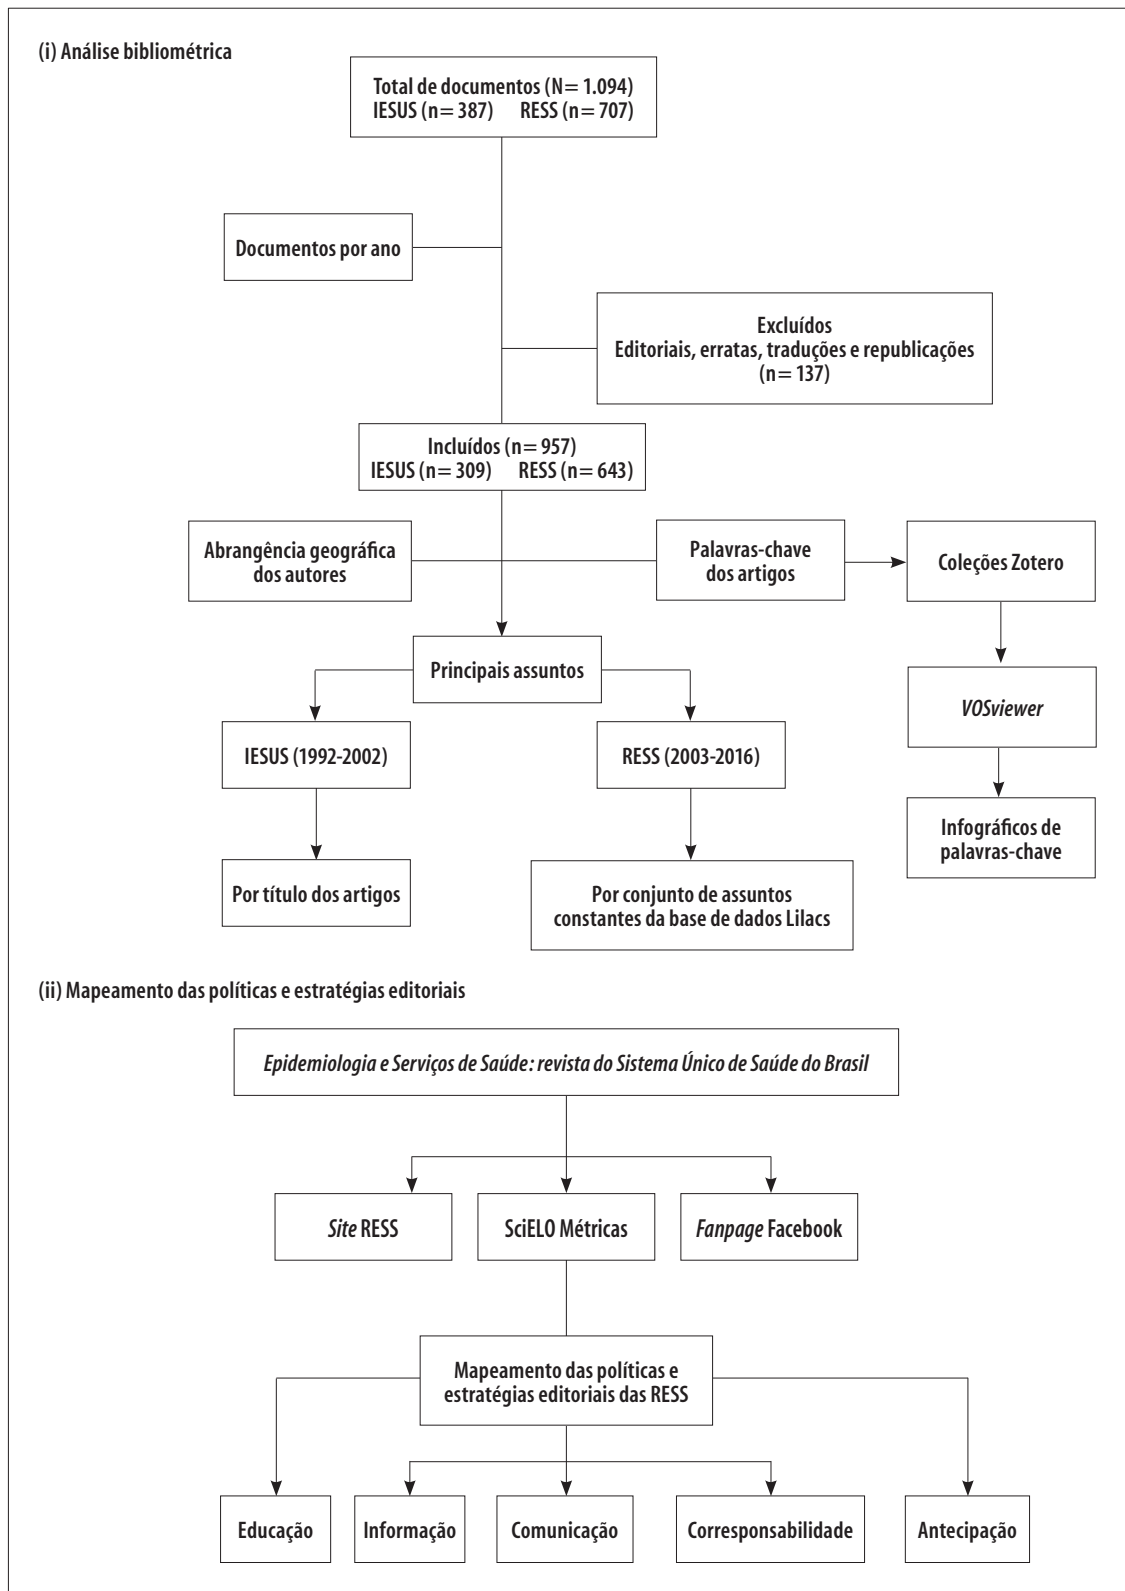 (i) Análise bibliométrica
Total de documentos (N= 1.094)
IESUS (n= 387) RESS (n= 707)
Documentos por ano
Excluídos
Editoriais, erratas, traduções e republicações
(n= 137)
Incluídos (n= 957)
IESUS (n= 309) RESS (n= 643)
Abrangência geográfica
dos autores
Palavras-chave
dos artigos
Coleções Zotero
Principais assuntos
VOSviewer
IESUS (1992-2002)
RESS (2003-2016)
Infográficos de
palavras-chave
Por título dos artigos
Por conjunto de assuntos
constantes da base de dados Lilacs
(ii) Mapeamento das políticas e estratégias editoriais
Epidemiologia e Serviços de Saúde: revista do Sistema Único de Saúde do Brasil
Site RESS
SciELO Métricas
Fanpage Facebook
Mapeamento das políticas e
estratégias editoriais das RESS
Educação
Informação
Comunicação
Corresponsabilidade
Antecipação